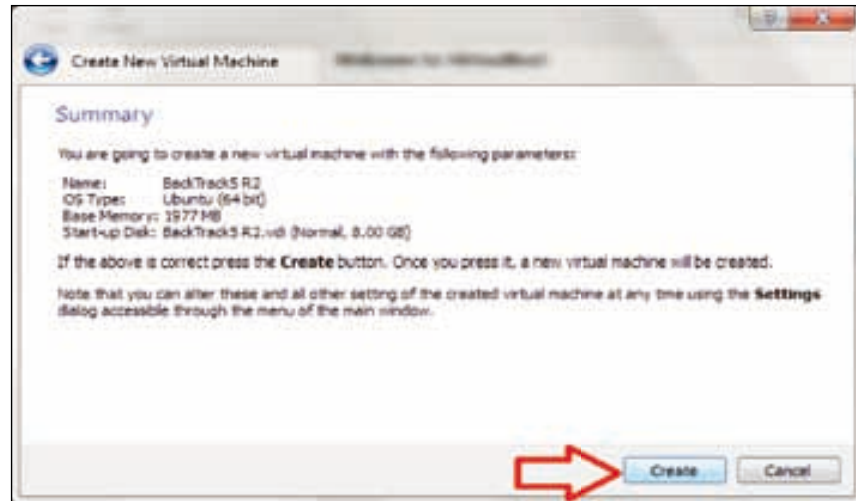 Create New Virtual Machine
Summary
You are going to create a new virtual machine with the following parameters:
Name: BackTrack5 R2
OS Type: Ubuntu (64 bit)
Base Memory: 1977 MB
Start-up Disk: BackTrack5 R2.vdi (Normal, 8.00 GB)
If the above is correct press the Create button. Once you press it, a new virtual machine will be created.
Note that you can alter these and all other setting of the created virtual machine at any time using the Settings
dialog accessible through the menu of the main window.
Create Cancel